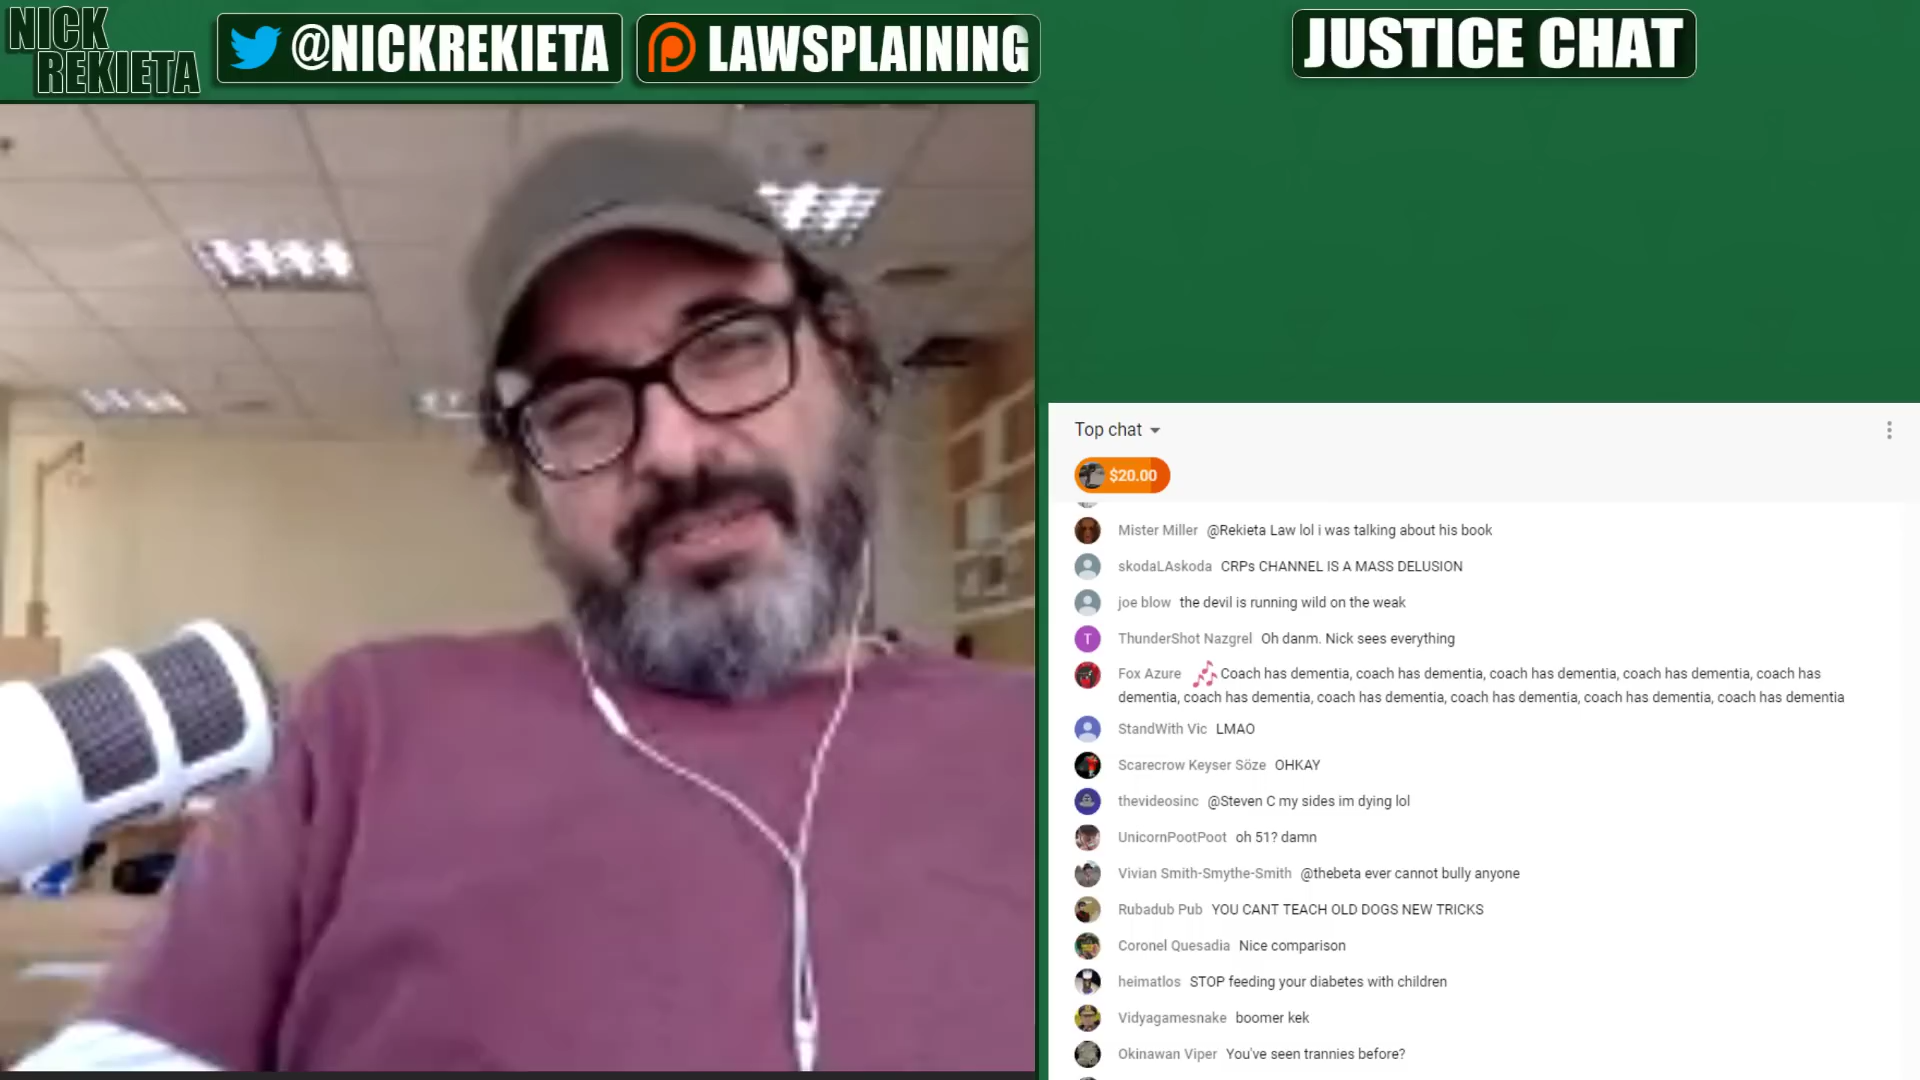 NICK
REKIETA
@NICKREKIETA
LAWSPLAINING
JUSTICE CHAT
Top chat
$20.00
Mister Miller @Rekieta Law lol i was talking about his book
skodaLAskoda CRPs CHANNEL IS A MASS DELUSION
joe blow the devil is running wild on the weak
T
ThunderShot Nazgrel Oh danm. Nick sees everything
Fox Azure 🎶Coach has dementia, coach has dementia, coach has dementia, coach has dementia, coach has
dementia, coach has dementia, coach has dementia, coach has dementia, coach has dementia, coach has dementia
StandWith Vic LMAO
Scarecrow Keyser Söze OHKAY
thevideosinc @Steven C my sides im dying lol
UnicornPootPoot oh 51? damn
Vivian Smith-Smythe-Smith @thebeta ever cannot bully anyone
Rubadub Pub YOU CANT TEACH OLD DOGS NEW TRICKS
Coronel Quesadia Nice comparison
heimatlos STOP feeding your diabetes with children
Vidyagamesnake boomer kek
Okinawan Viper You've seen trannies before?